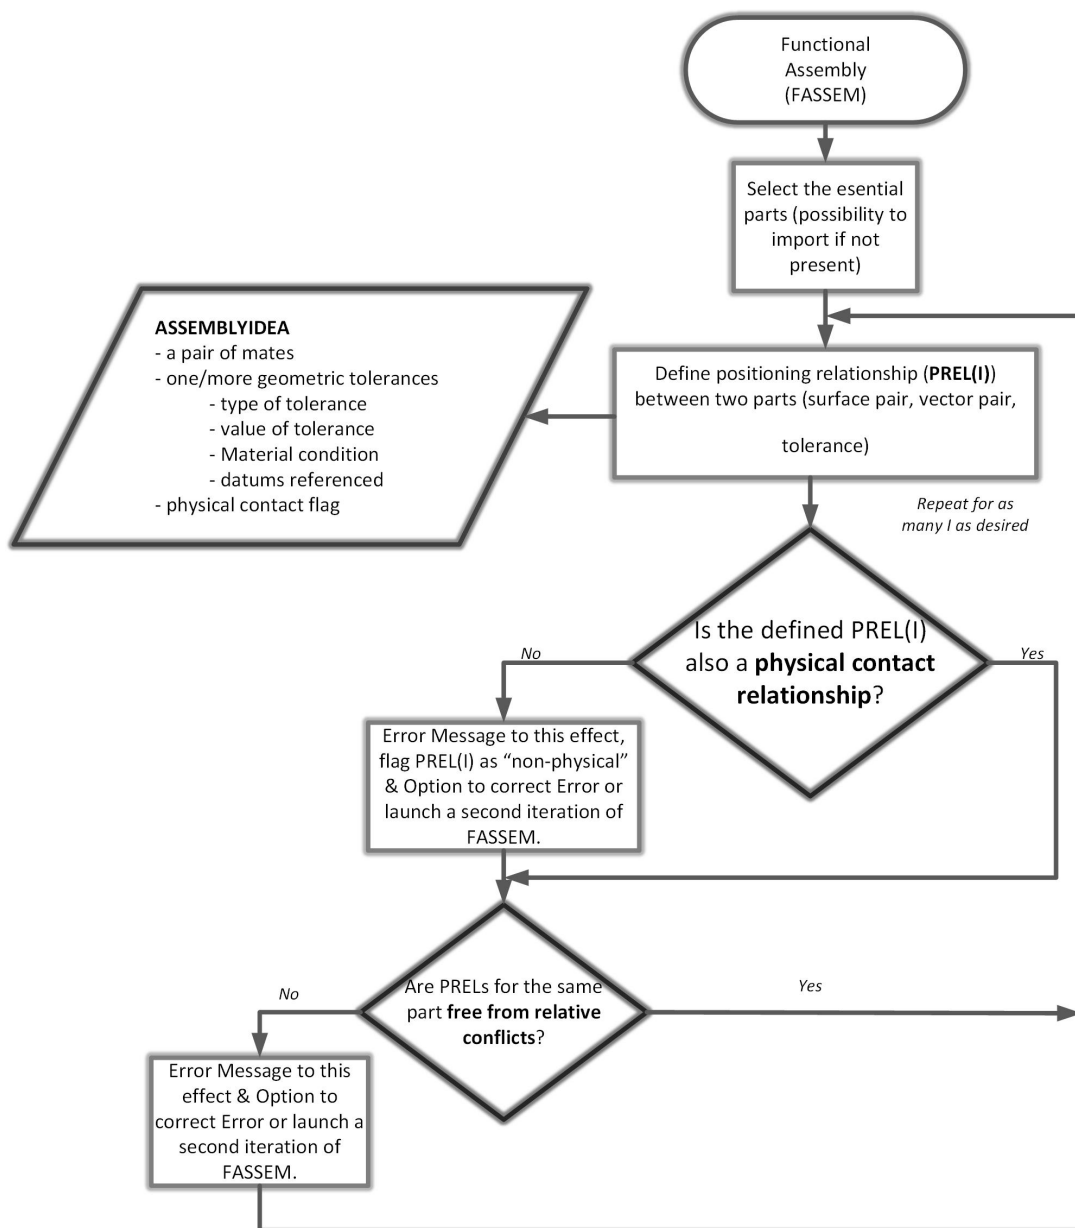 Functional
Assembly
(FASSEM)
Select the esential
parts (possibility to
import if not
present)
ASSEMBLYIDEA
- a pair of mates
- one/more geometric tolerances
- type of tolerance
- value of tolerance
- Material condition
- datums referenced
- physical contact flag
Define positioning relationship (PREL(I))
between two parts (surface pair, vector pair,
tolerance)
Repeat for as
many I as desired
Is the defined PREL(I)
also a physical contact
relationship?
No
Yes
Error Message to this effect,
flag PREL(I) as “non-physical”
& Option to correct Error or
launch a second iteration of
FASSEM.
Are PRELs for the same
part free from relative
conflicts?
No
Yes
Error Message to this
effect & Option to
correct Error or launch a
second iteration of
FASSEM.